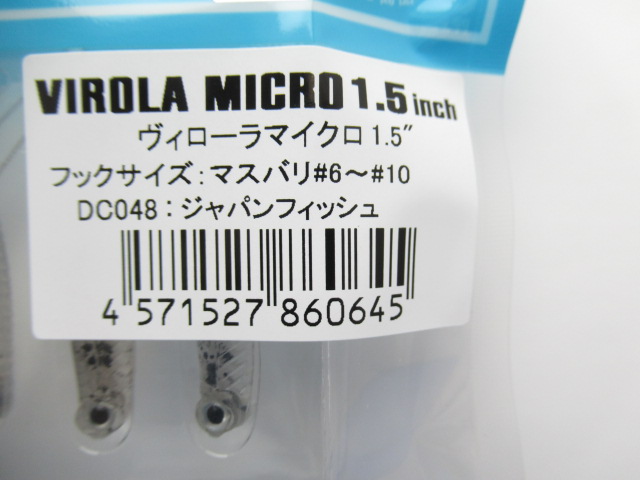 VIROLA MICRO 1.5 inch
ヴィローラマイクロ 1.5"
フックサイズ：マスバリ#6～#10
DC048：ジャパンフィッシュ
4 571527 860645